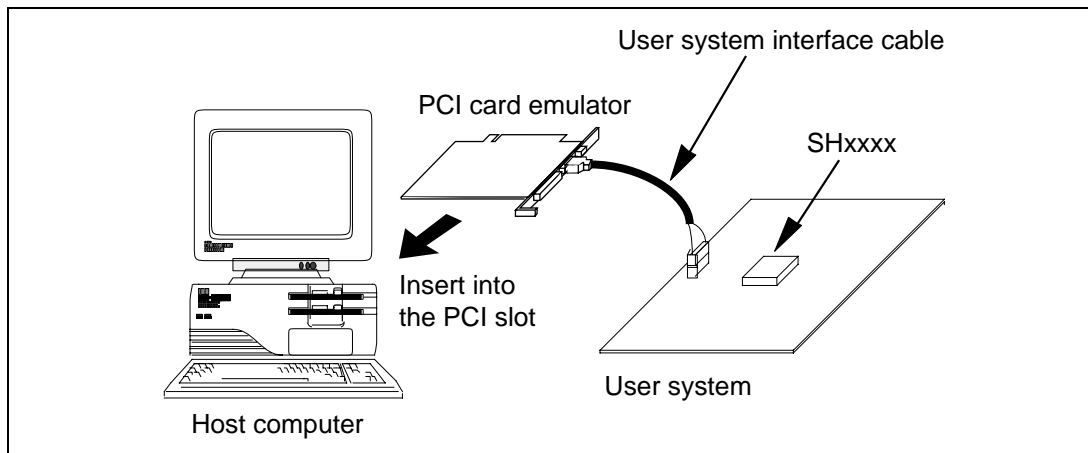 User system interface cable
PCI card emulator
SHxxxx
Insert into
the PCI slot
User system
Host computer